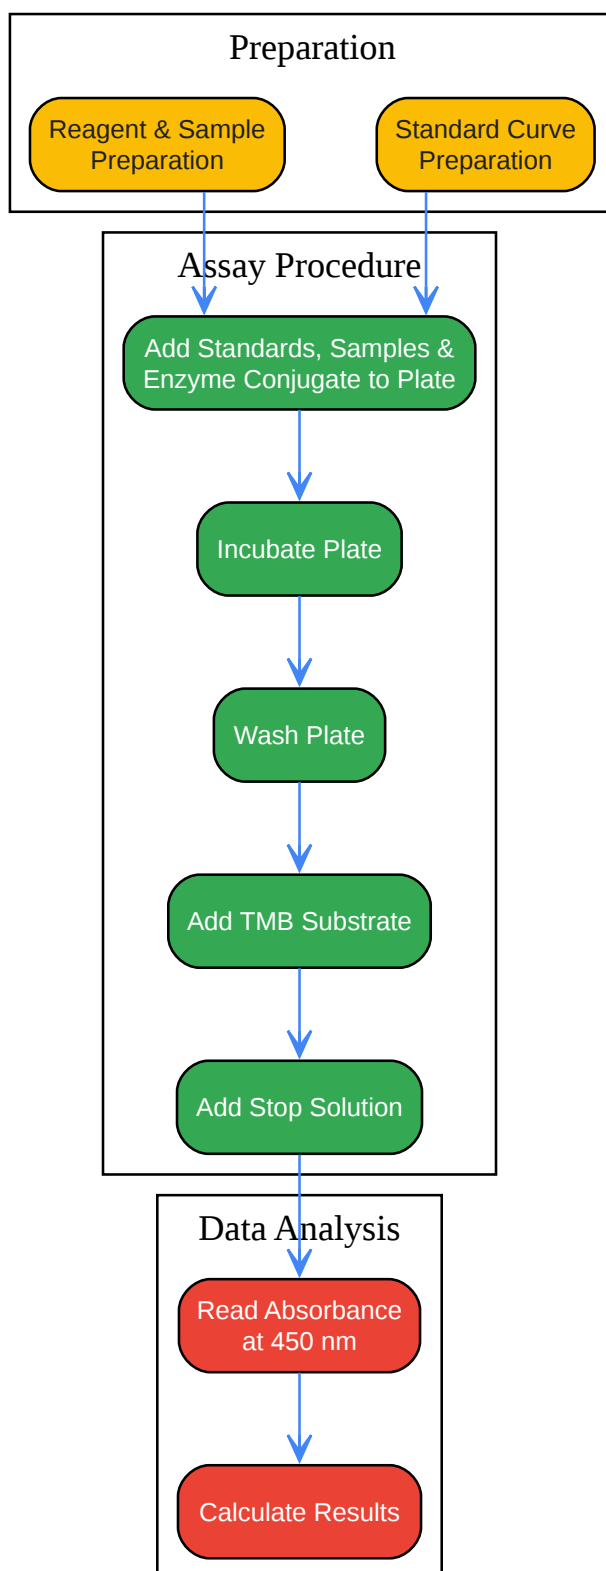 Preparation
Reagent & Sample
Preparation
Standard Curve
Preparation
Assay Procedure
Add Standards, Samples &
Enzyme Conjugate to Plate
Incubate Plate
Wash Plate
Add TMB Substrate
Add Stop Solution
Data Analysis
Read Absorbance
at 450 nm
Calculate Results